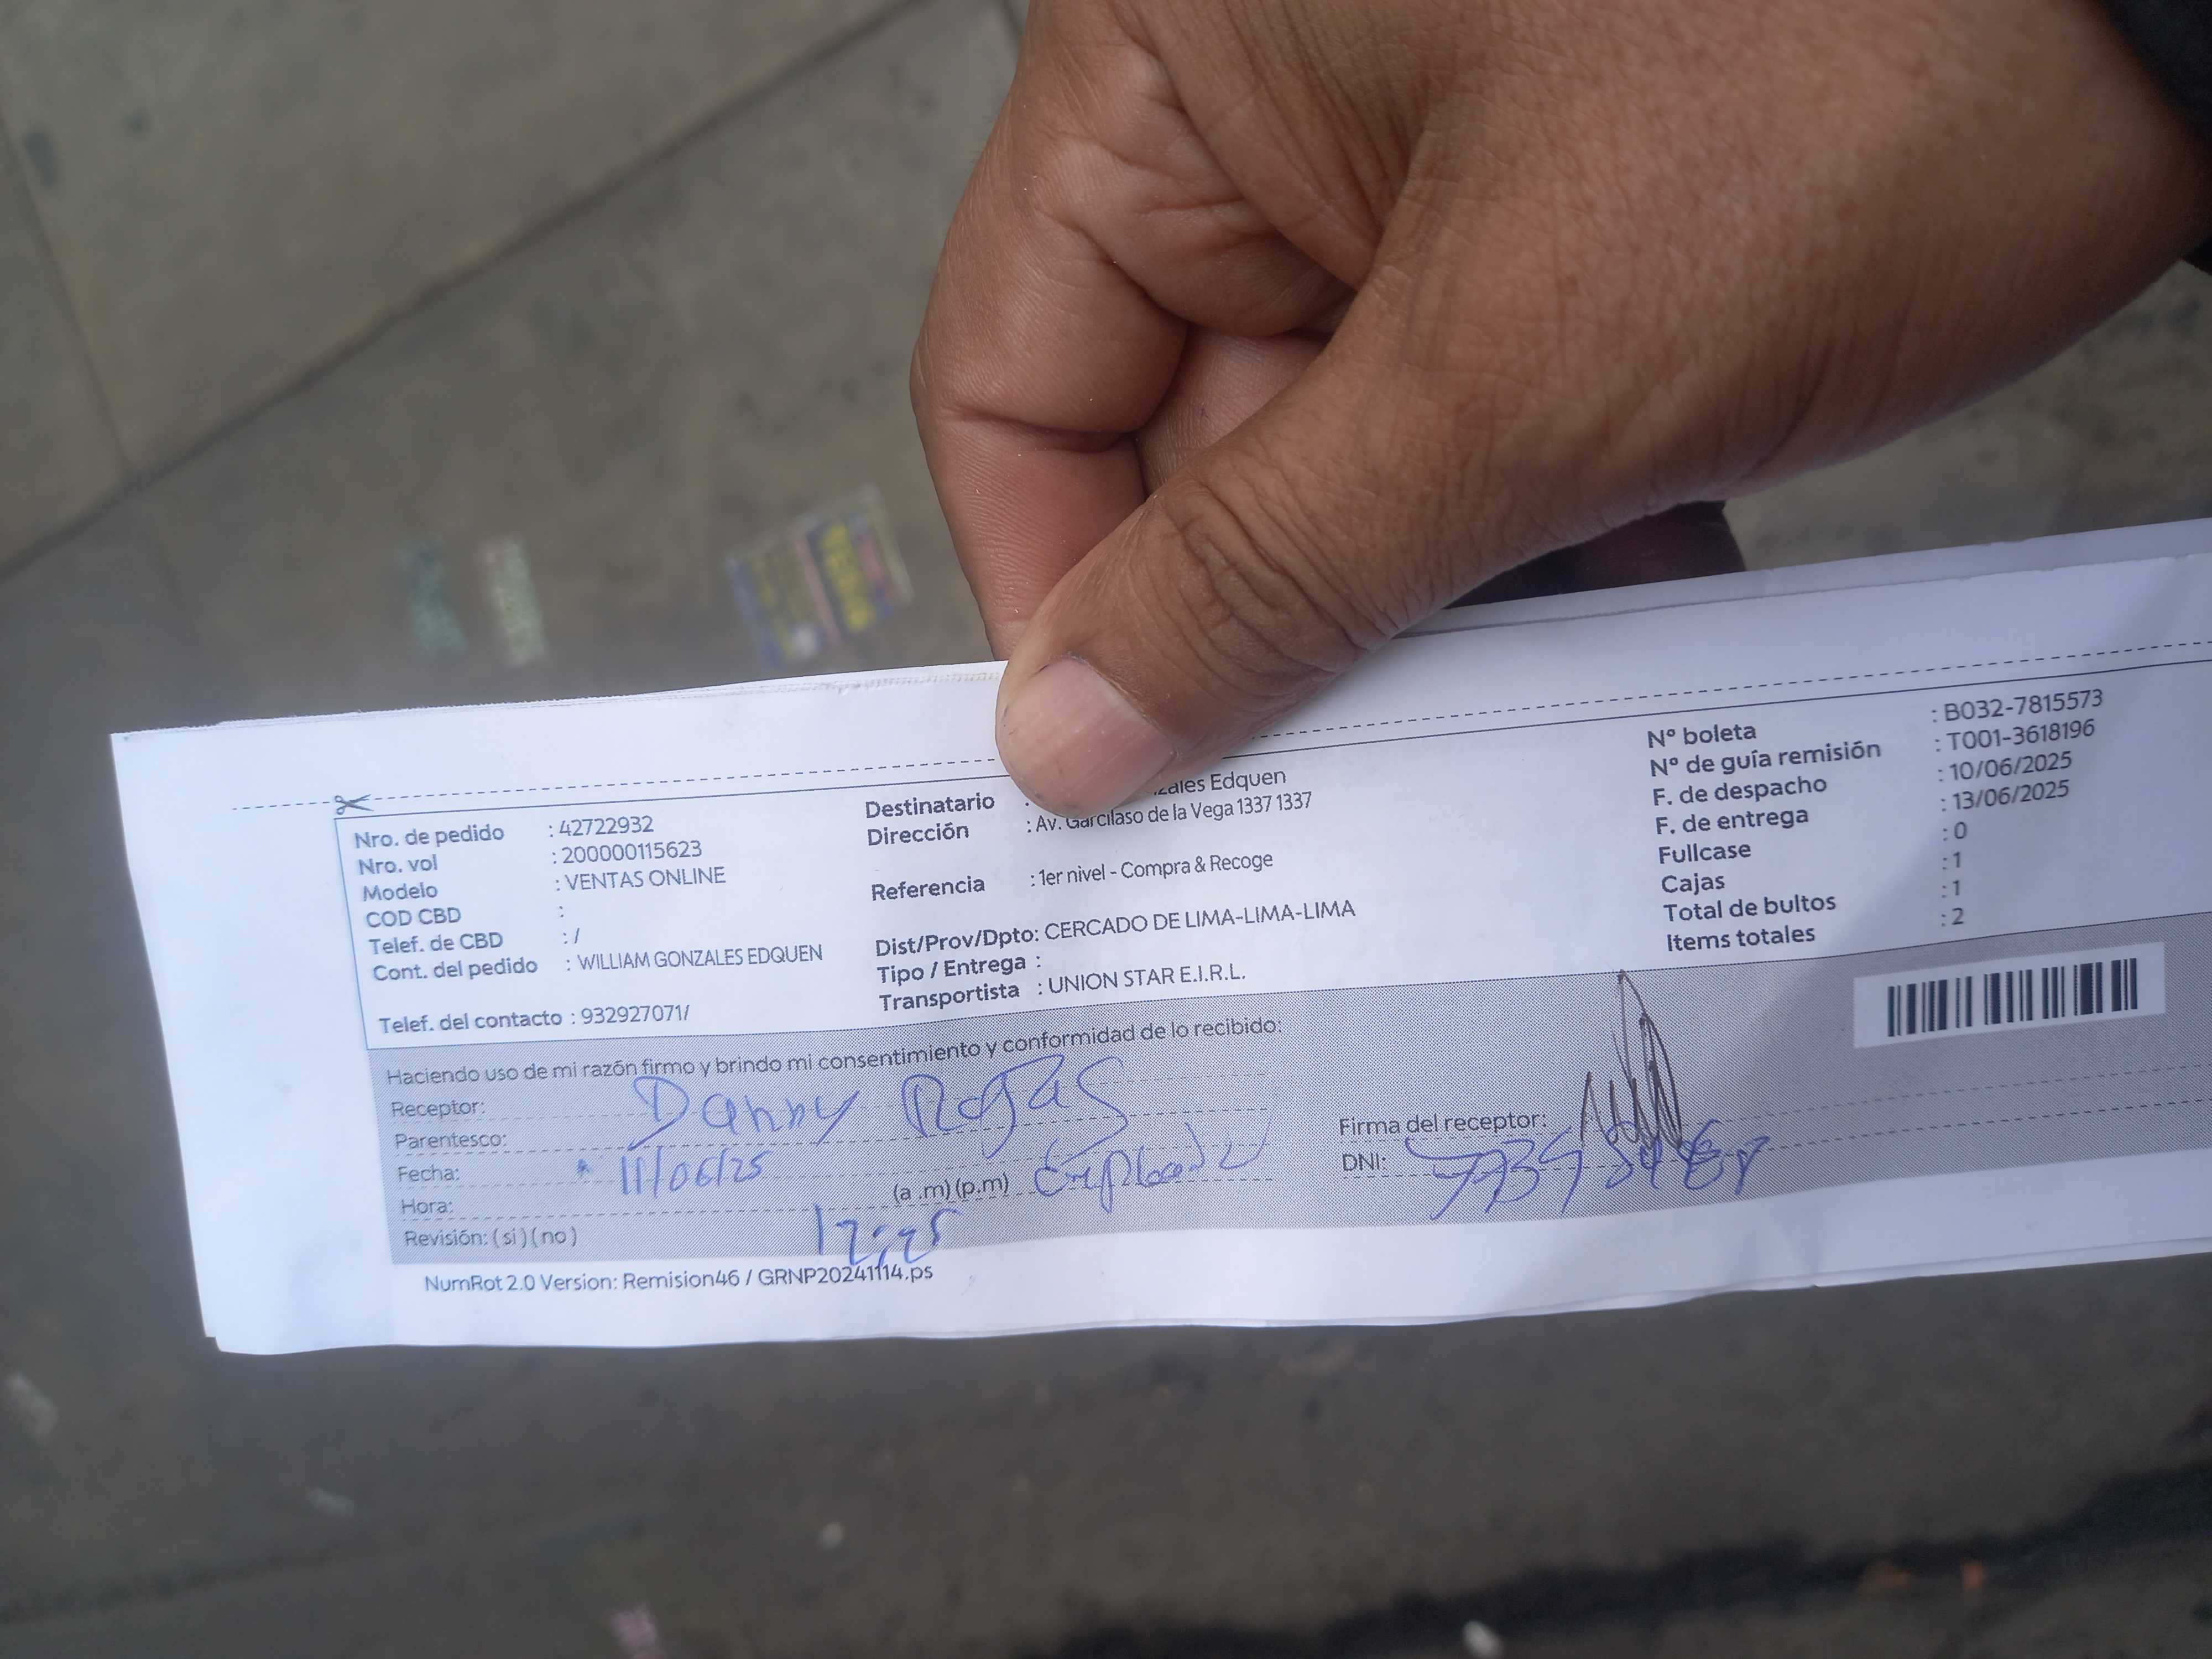 Nro. de pedido : 42722932
Nro. vol : 200000115623
Modelo : VENTAS ONLINE
COD CBD :
Telef. de CBD : /
Cont. del pedido : WILLIAM GONZALES EDQUEN
Telef. del contacto : 932927071/
Destinatario : zales Edquen
Dirección : Av. Garcilaso de la Vega 1337 1337
Referencia : 1er nivel - Compra & Recoge
Dist/Prov/Dpto: CERCADO DE LIMA-LIMA-LIMA
Tipo / Entrega :
Transportista : UNION STAR E.I.R.L.
Nº boleta : B032-7815573
Nº de guía remisión : T001-3618196
F. de despacho : 10/06/2025
F. de entrega : 13/06/2025
Fullcase : 0
Cajas : 1
Total de bultos : 1
Items totales : 2
Haciendo uso de mi razón firmo y brindo mi consentimiento y conformidad de lo recibido:
Receptor: Danny Rojas
Parentesco:
Fecha: 11/06/25
Hora: (a .m) (p.m)
Revisión: ( si ) ( no )
Firma del receptor:
DNI:
NumRot 2.0 Version: Remision46 / GRNP20241114.ps